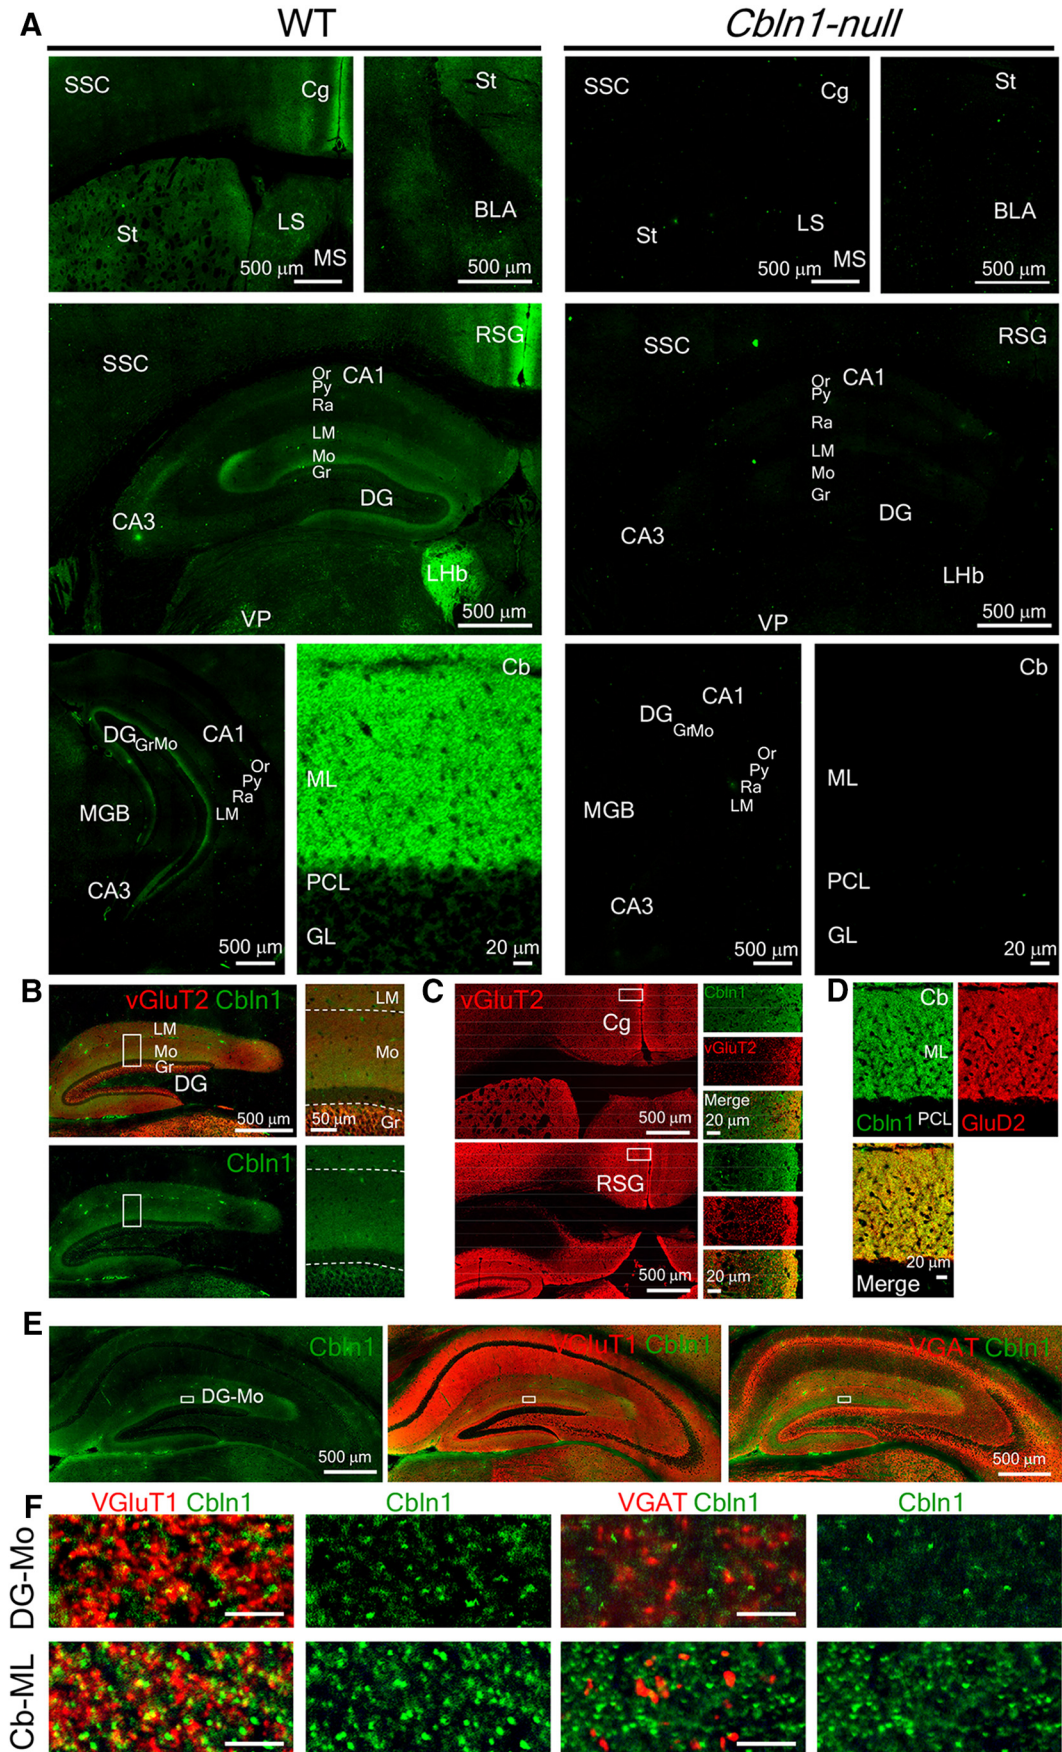 A
WT
Cbln1-null
SSC
Cg
St
LS
MS
500 µm
St
BLA
500 µm
SSC
Cg
St
LS
MS
500 µm
St
BLA
500 µm
SSC
RSG
Or
CA1
Py
Ra
LM
Mo
Gr
DG
CA3
LHb
VP
500 µm
SSC
RSG
Or
CA1
Py
Ra
LM
Mo
Gr
DG
CA3
LHb
VP
500 µm
DG
GrMo
CA1
Or
Py
Ra
LM
MGB
CA3
500 µm
Cb
ML
PCL
GL
20 µm
CA1
DG
GrMo
Or
Py
Ra
LM
MGB
CA3
500 µm
Cb
ML
PCL
GL
20 µm
B
vGluT2 Cbln1
LM
Mo
Gr
DG
500 µm
LM
Mo
50 µm
Gr
Cbln1
C
vGluT2
Cg
500 µm
Cbln1
vGluT2
Merge
20 µm
RSG
500 µm
20 µm
D
Cb
ML
Cbln1
PCL
GluD2
20 µm
Merge
E
Cbln1
DG-Mo
500 µm
VGluT1 Cbln1
VGAT Cbln1
500 µm
F
VGluT1 Cbln1
Cbln1
VGAT Cbln1
Cbln1
DG-Mo
Cb-ML